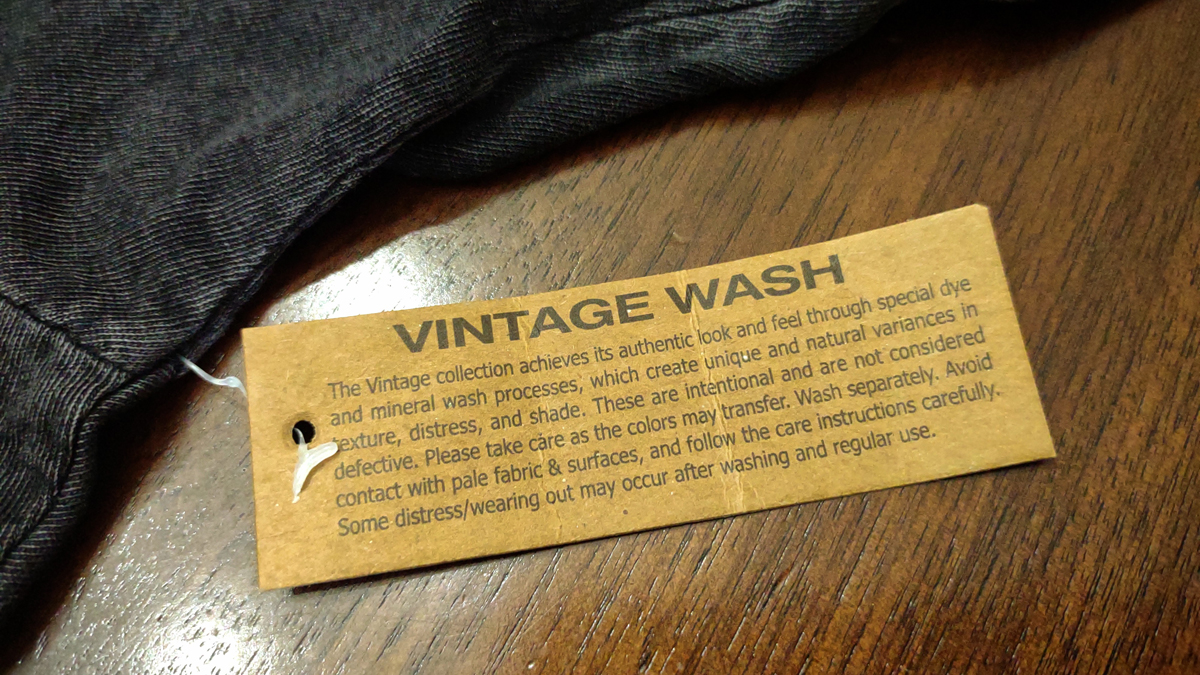 VINTAGE WASH
The Vintage collection achieves its authentic look and feel through special dye
and mineral wash processes, which create unique and natural variances in
texture, distress, and shade. These are intentional and are not considered
defective. Please take care as the colors may transfer. Wash separately. Avoid
contact with pale fabric & surfaces, and follow the care instructions carefully.
Some distress/wearing out may occur after washing and regular use.